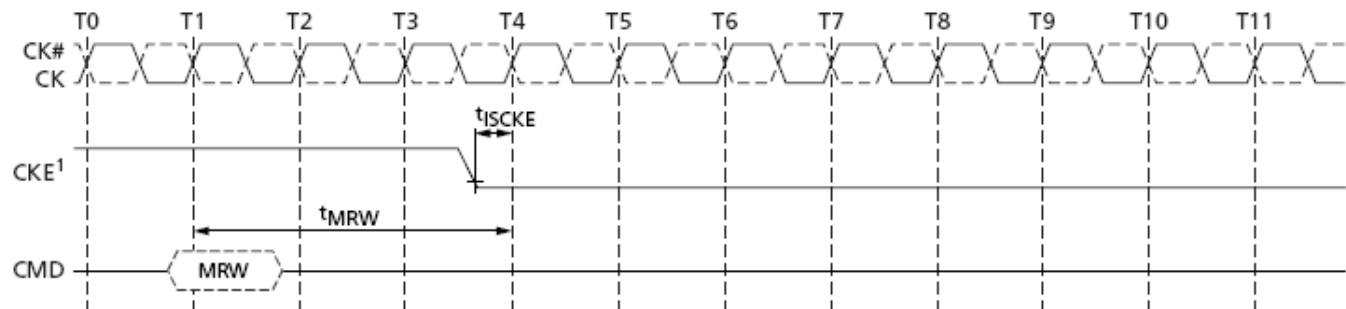 T0 T1 T2 T3 T4 T5 T6 T7 T8 T9 T10 T11
CK#
CK
tISCKE
CKE1
tMRW
CMD MRW